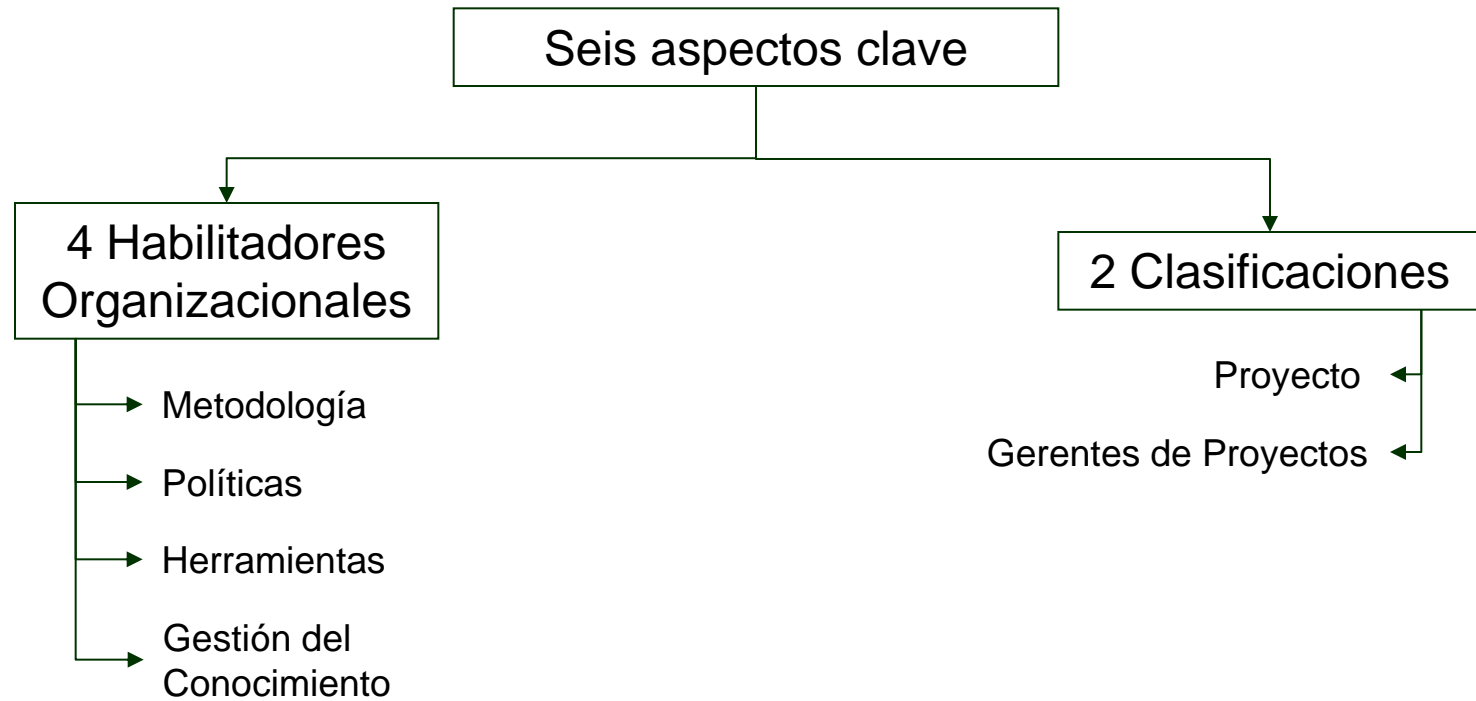 Seis aspectos clave
4 Habilitadores
Organizacionales
Metodología
Políticas
Herramientas
Gestión del
Conocimiento
2 Clasificaciones
Proyecto
Gerentes de Proyectos